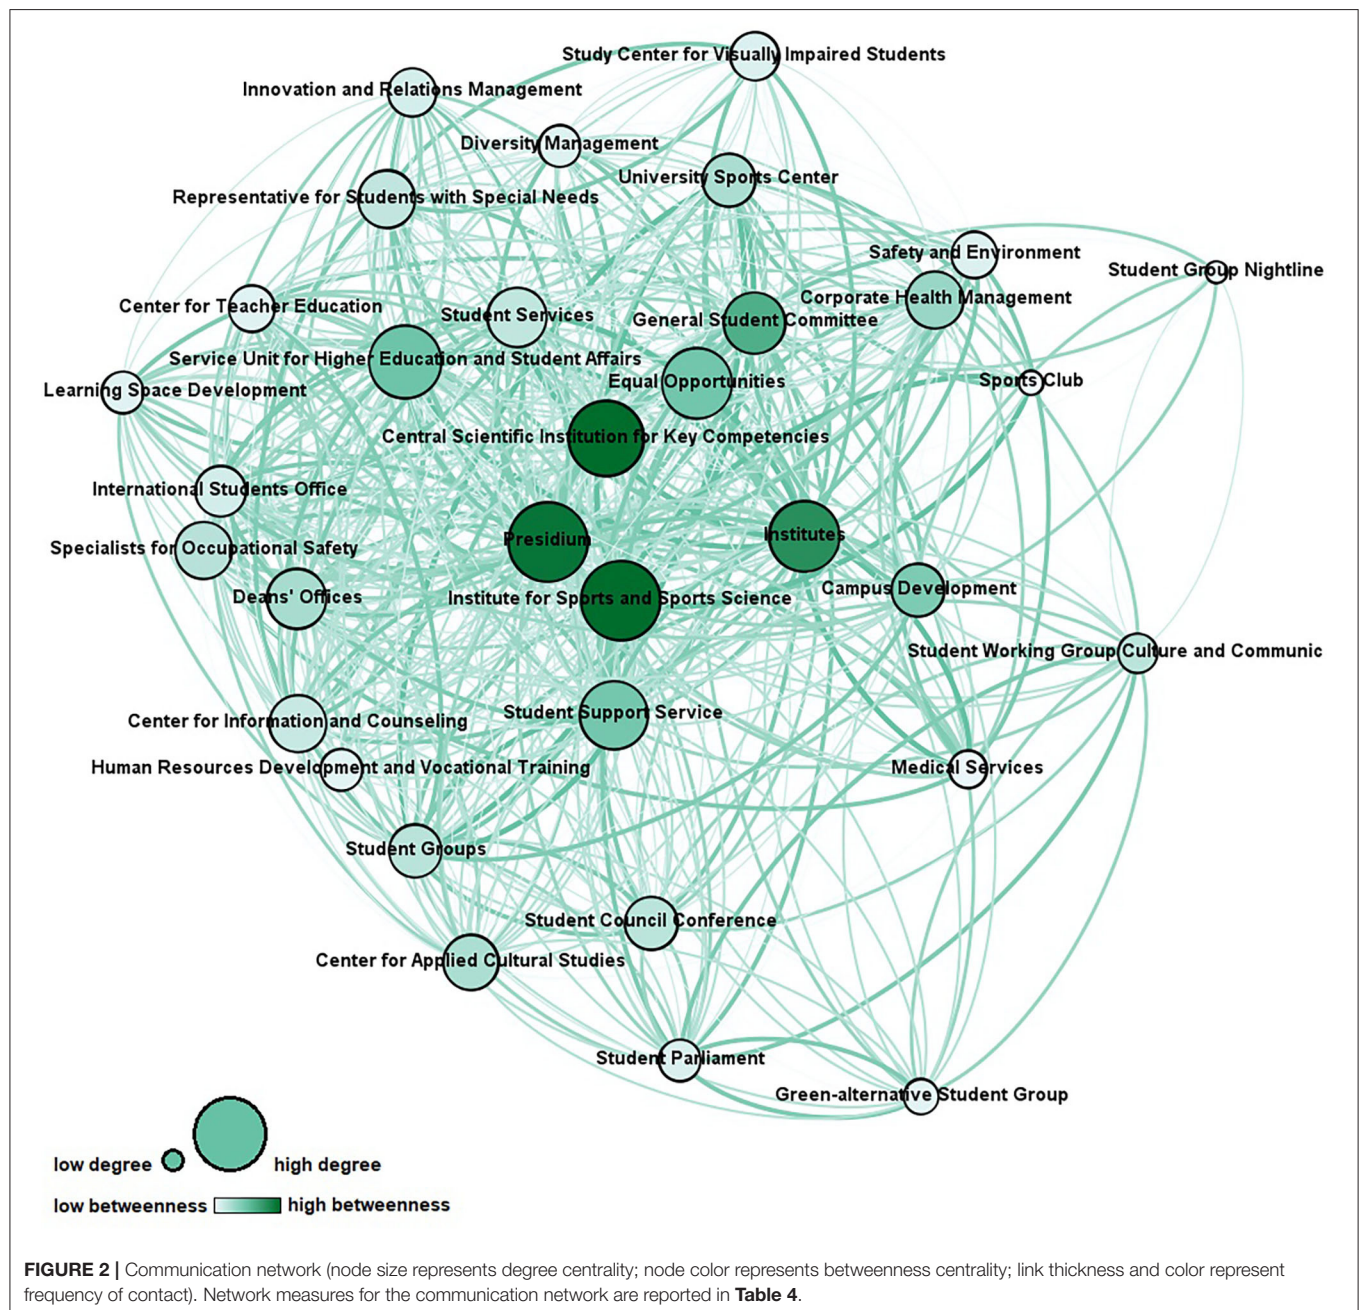 Study Center for Visually Impaired Students
Innovation and Relations Management
Diversity Management
University Sports Center
Representative for Students with Special Needs
Safety and Environment
Student Group Nightline
Corporate Health Management
Center for Teacher Education
Student Services
General Student Committee
Service Unit for Higher Education and Student Affairs
Equal Opportunities
Sports Club
Learning Space Development
Central Scientific Institution for Key Competencies
International Students Office
Institutes
Presidium
Specialists for Occupational Safety
Campus Development
Deans' Offices
Institute for Sports and Sports Science
Student Working Group Culture and Communic
Student Support Service
Center for Information and Counseling
Human Resources Development and Vocational Training
Medical Services
Student Groups
Student Council Conference
Center for Applied Cultural Studies
Student Parliament
Green-alternative Student Group
low degree high degree
low betweenness high betweenness
FIGURE 2 | Communication network (node size represents degree centrality; node color represents betweenness centrality; link thickness and color represent
frequency of contact). Network measures for the communication network are reported in Table 4.